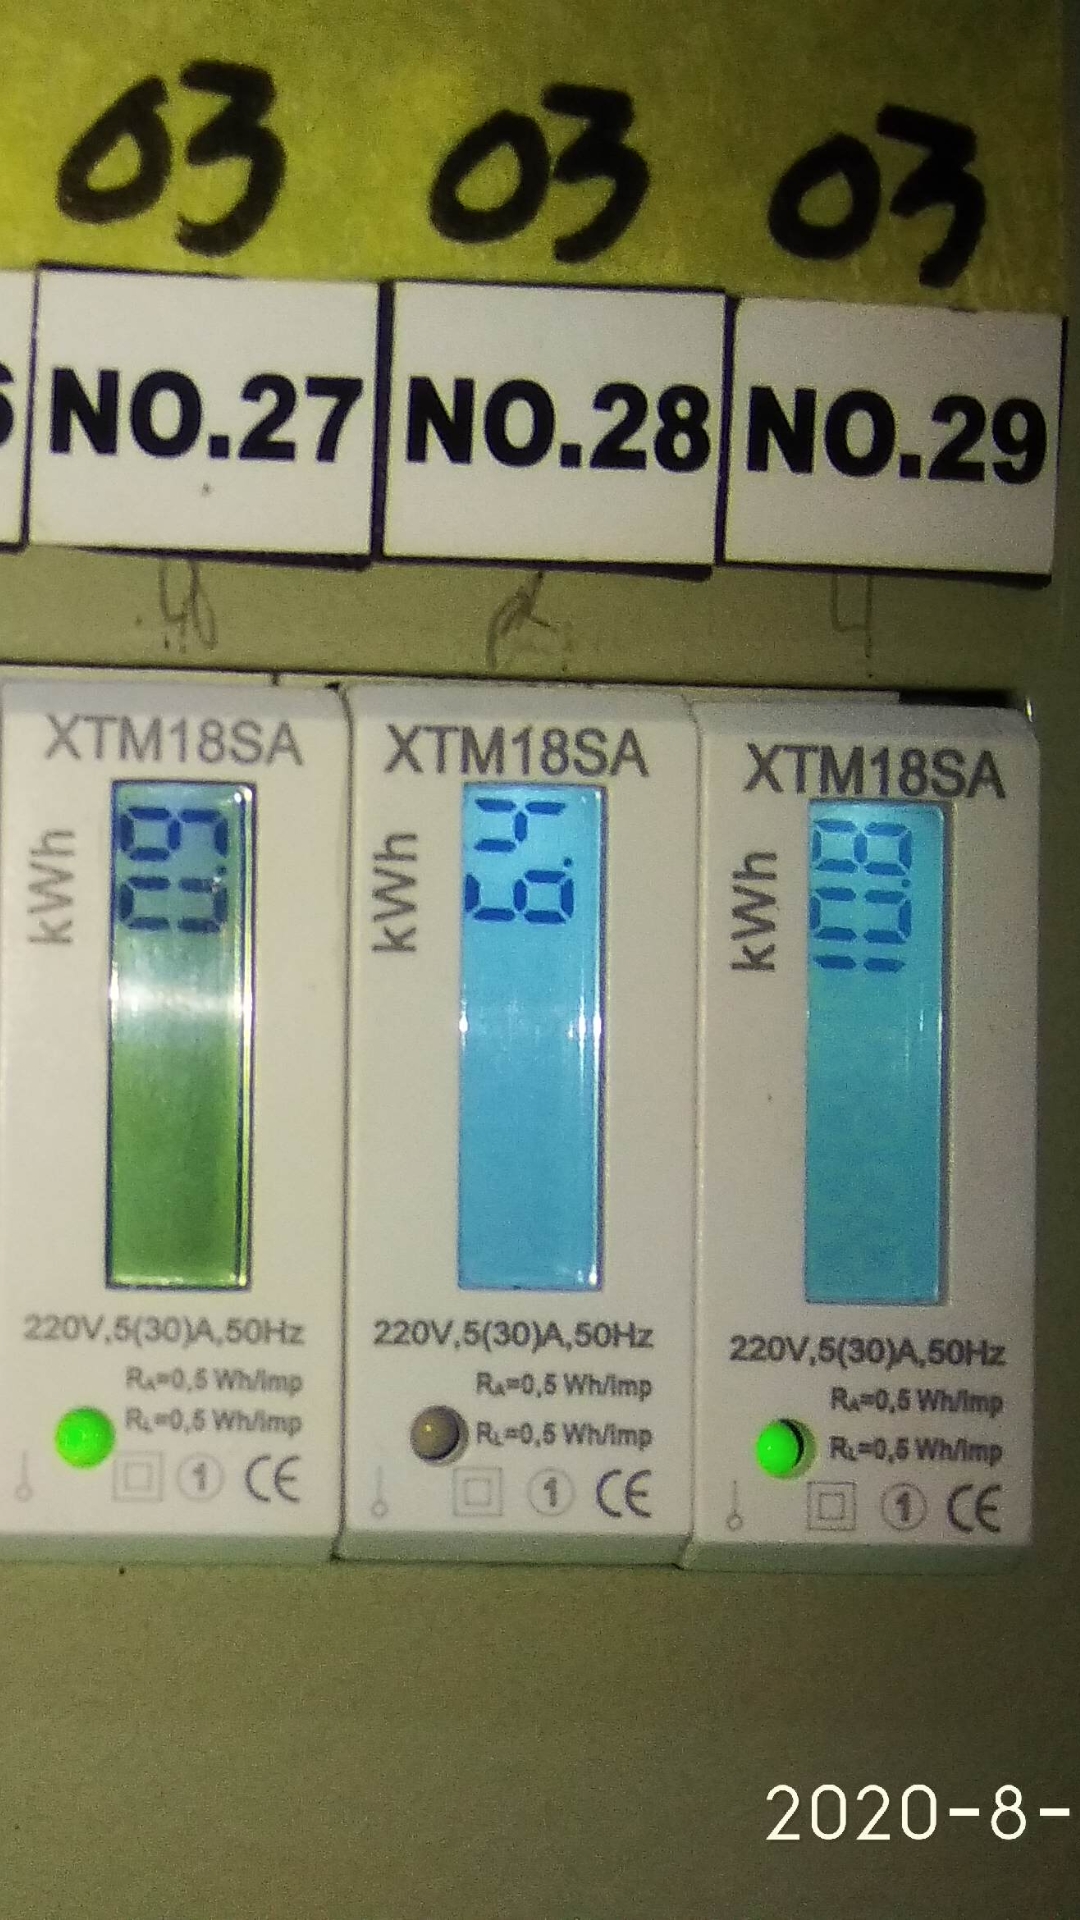 03 03 03
NO.27 NO.28 NO.29
XTM18SA XTM18SA XTM18SA
kWh kWh kWh
220V,5(30)A,50Hz 220V,5(30)A,50Hz 220V,5(30)A,50Hz
RA=0,5 Wh/Imp RA=0,5 Wh/Imp RA=0,5 Wh/Imp
RL=0,5 Wh/Imp RL=0,5 Wh/Imp RL=0,5 Wh/Imp
1 CE 1 CE 1 CE
2020-8-